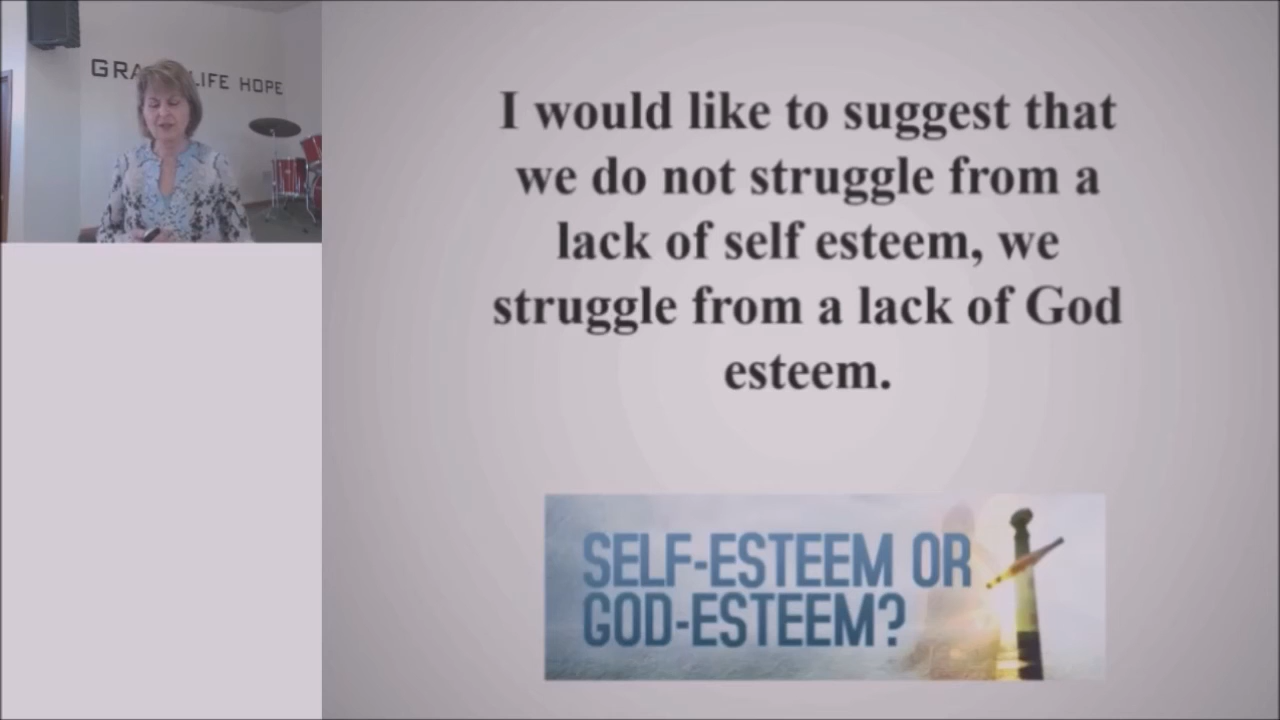 GRA LIFE HOPE
I would like to suggest that
we do not struggle from a
lack of self esteem, we
struggle from a lack of God
esteem.
SELF-ESTEEM OR
GOD-ESTEEM?